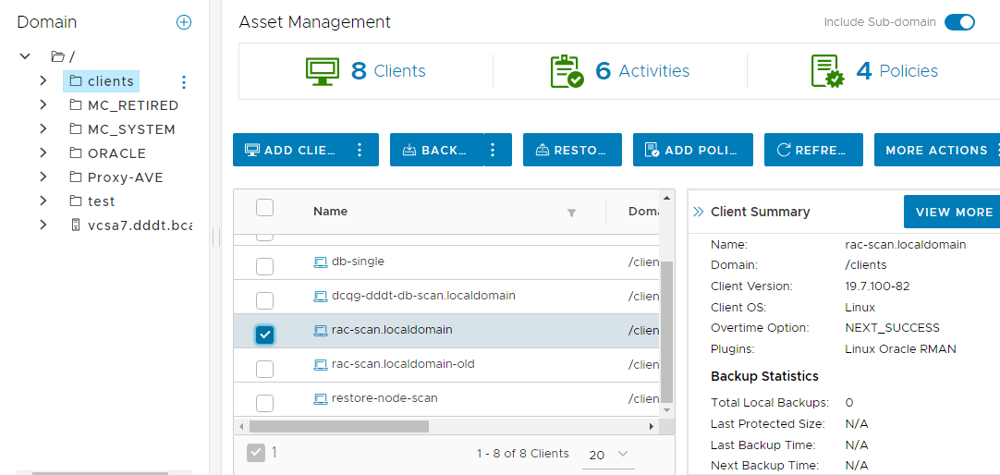 Domain
/
clients
MC_RETIRED
MC_SYSTEM
ORACLE
Proxy-AVE
test
vcsa7.dddt.bca
Asset Management
Include Sub-domain
8 Clients
6 Activities
4 Policies
ADD CLIE...
BACK...
RESTO...
ADD POLI...
REFRE...
MORE ACTIONS
Name
Doma
db-single /clien
dcqg-dddt-db-scan.localdomain /clien
rac-scan.localdomain /clien
rac-scan.localdomain-old /clien
restore-node-scan /clien
1
1 - 8 of 8 Clients
20
Client Summary
VIEW MORE
Name: rac-scan.localdomain
Domain: /clients
Client Version: 19.7.100-82
Client OS: Linux
Overtime Option: NEXT_SUCCESS
Plugins: Linux Oracle RMAN
Backup Statistics
Total Local Backups: 0
Last Protected Size: N/A
Last Backup Time: N/A
Next Backup Time: N/A